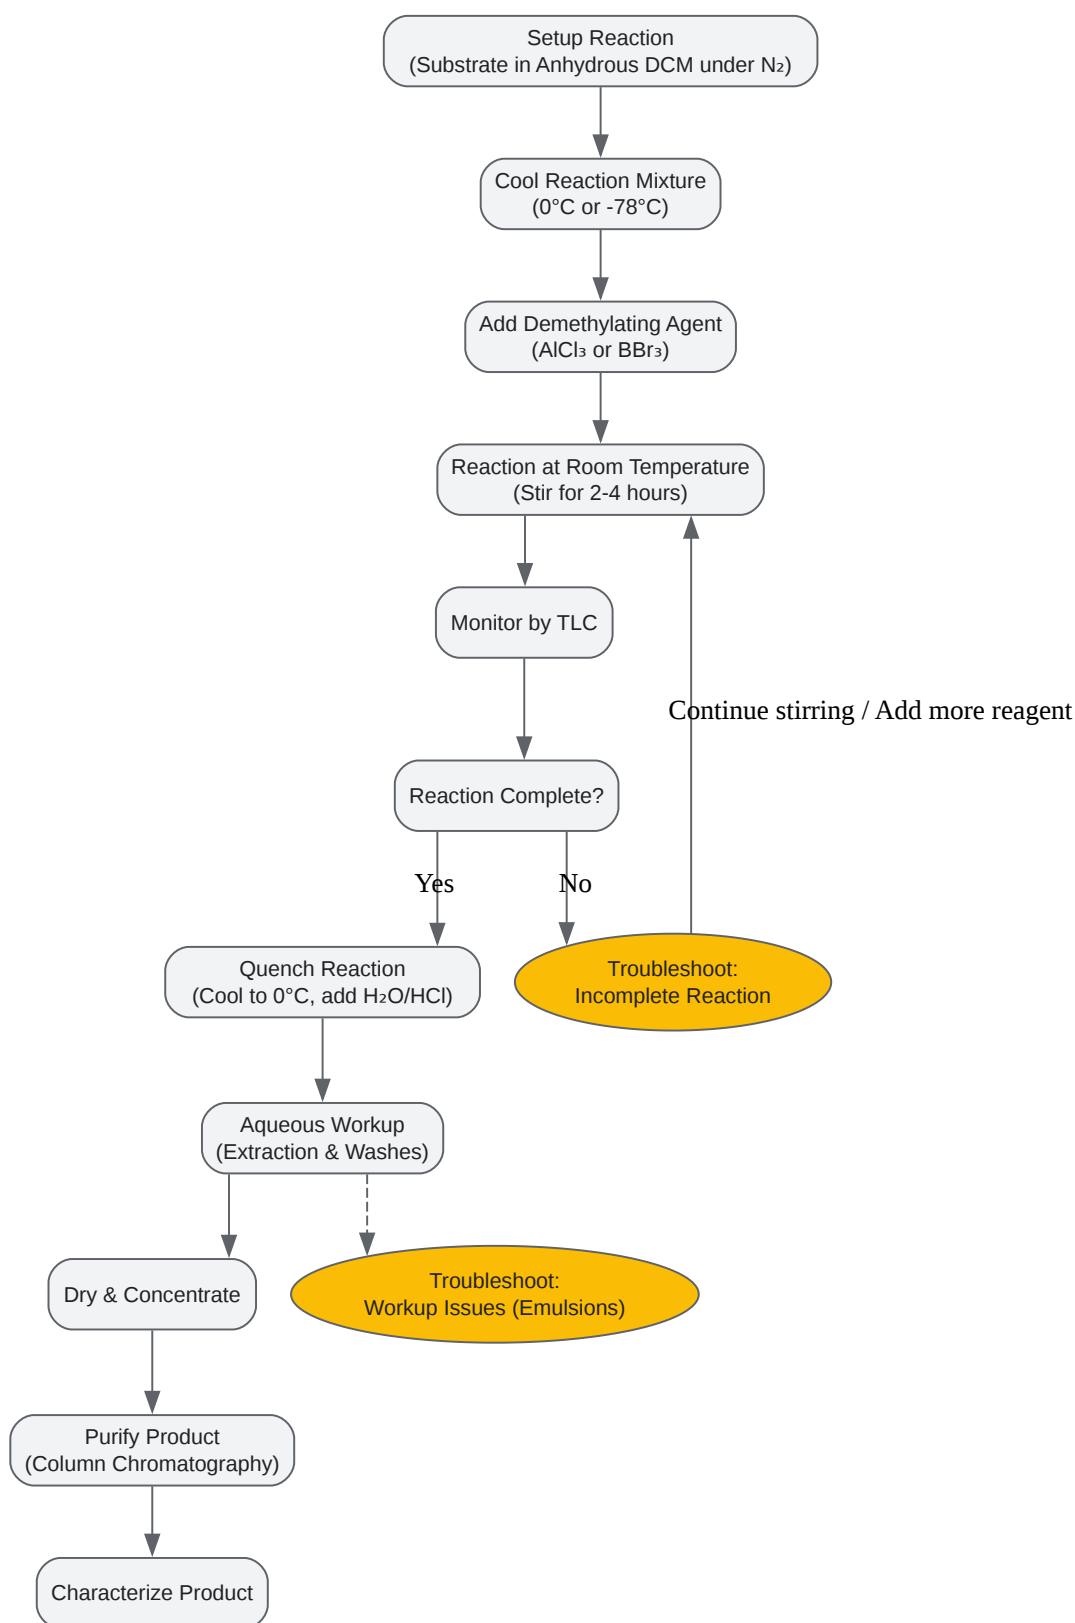 Setup Reaction
(Substrate in Anhydrous DCM under N₂)
Cool Reaction Mixture
(0°C or -78°C)
Add Demethylating Agent
(AlCl₃ or BBr₃)
Reaction at Room Temperature
(Stir for 2-4 hours)
Monitor by TLC
Continue stirring / Add more reagent
Reaction Complete?
Yes
No
Quench Reaction
(Cool to 0°C, add H₂O/HCl)
Troubleshoot:
Incomplete Reaction
Aqueous Workup
(Extraction & Washes)
Dry & Concentrate
Troubleshoot:
Workup Issues (Emulsions)
Purify Product
(Column Chromatography)
Characterize Product